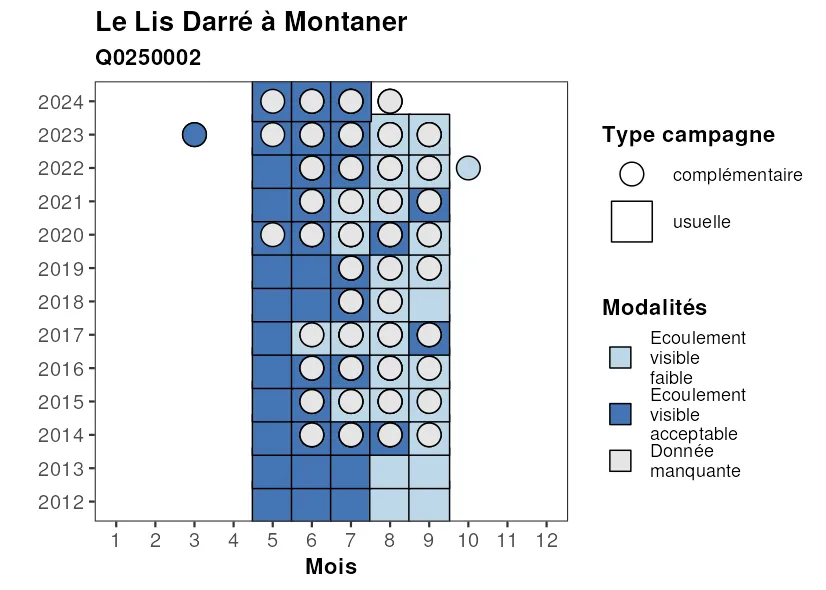 Le Lis Darré à Montaner
Q0250002
2024
2023
2022
2021
2020
2019
2018
2017
2016
2015
2014
2013
2012
1 2 3 4 5 6 7 8 9 10 11 12
Mois
Type campagne
complémentaire
usuelle
Modalités
Ecoulement
visible
faible
Ecoulement
visible
acceptable
Donnée
manquante